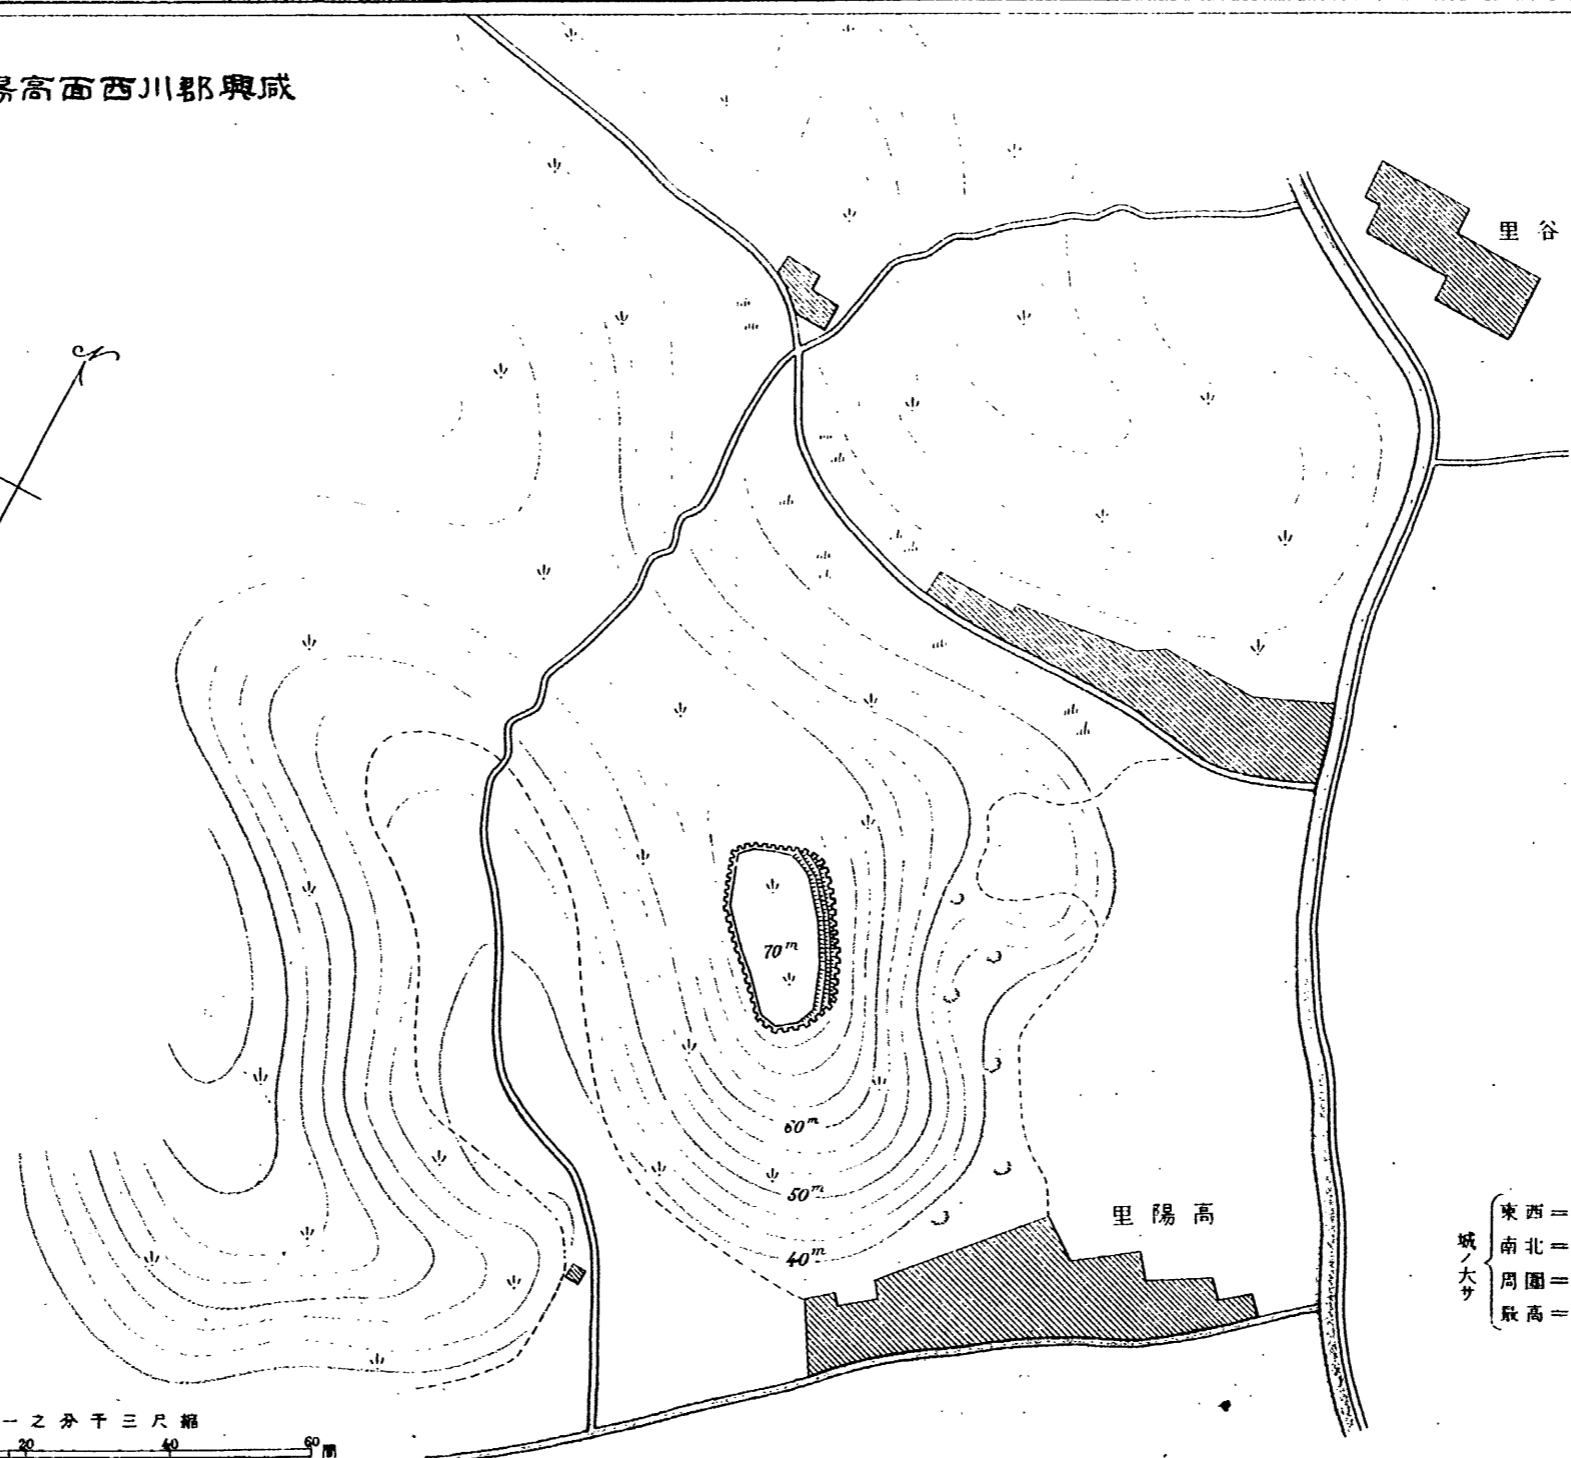 咸興郡川西面高陽
谷里
70m
60m
50m
40m
高陽里
城ノ大サ
東西=
南北=
周圍=
最高=
縮尺三千分之一
20 40 60 間